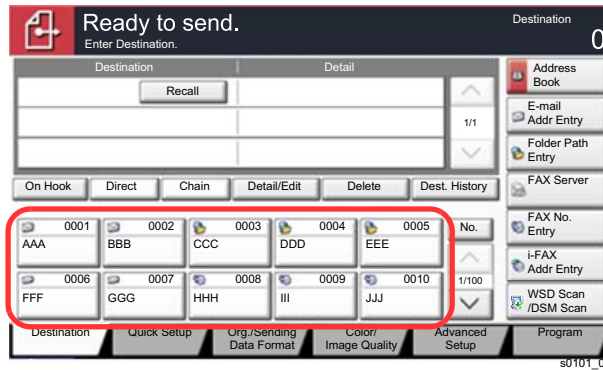 Ready to send.
Destination
Enter Destination.
0
Destination Detail
Recall
1/1
Address
Book
E-mail
Addr Entry
Folder Path
Entry
FAX Server
FAX No.
Entry
i-FAX
Addr Entry
WSD Scan
/DSM Scan
On Hook Direct Chain Detail/Edit Delete Dest. History
0001 0002 0003 0004 0005 No.
AAA BBB CCC DDD EEE
0006 0007 0008 0009 0010 1/100
FFF GGG HHH III JJJ
Destination Quick Setup Org./Sending
Data Format Color/
Image Quality Advanced
Setup Program
s0101_0